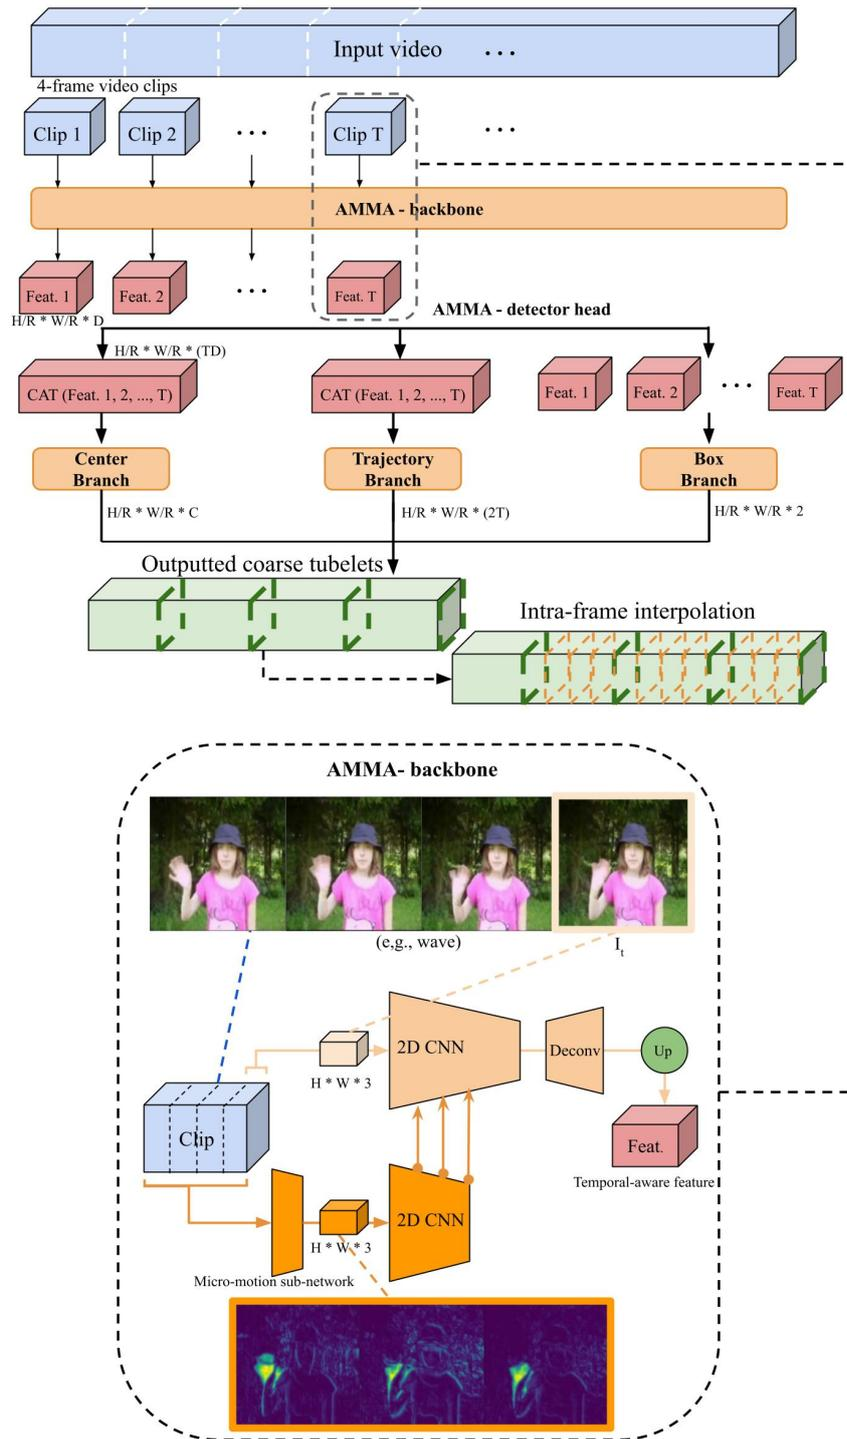 Input video ...
4-frame video clips
Clip 1
Clip 2
...
Clip T
...
AMMA - backbone
Feat. 1
Feat. 2
...
Feat. T
H/R * W/R * D
AMMA - detector head
H/R * W/R * (TD)
CAT (Feat. 1, 2, ..., T)
CAT (Feat. 1, 2, ..., T)
Feat. 1
Feat. 2
...
Feat. T
Center
Branch
Trajectory
Branch
Box
Branch
H/R * W/R * C
H/R * W/R * (2T)
H/R * W/R * 2
Outputted coarse tubelets
Intra-frame interpolation
AMMA- backbone
(e,g., wave)
It
2D CNN
Deconv
Up
H * W * 3
Clip
Feat.
Temporal-aware feature
2D CNN
H * W * 3
Micro-motion sub-network